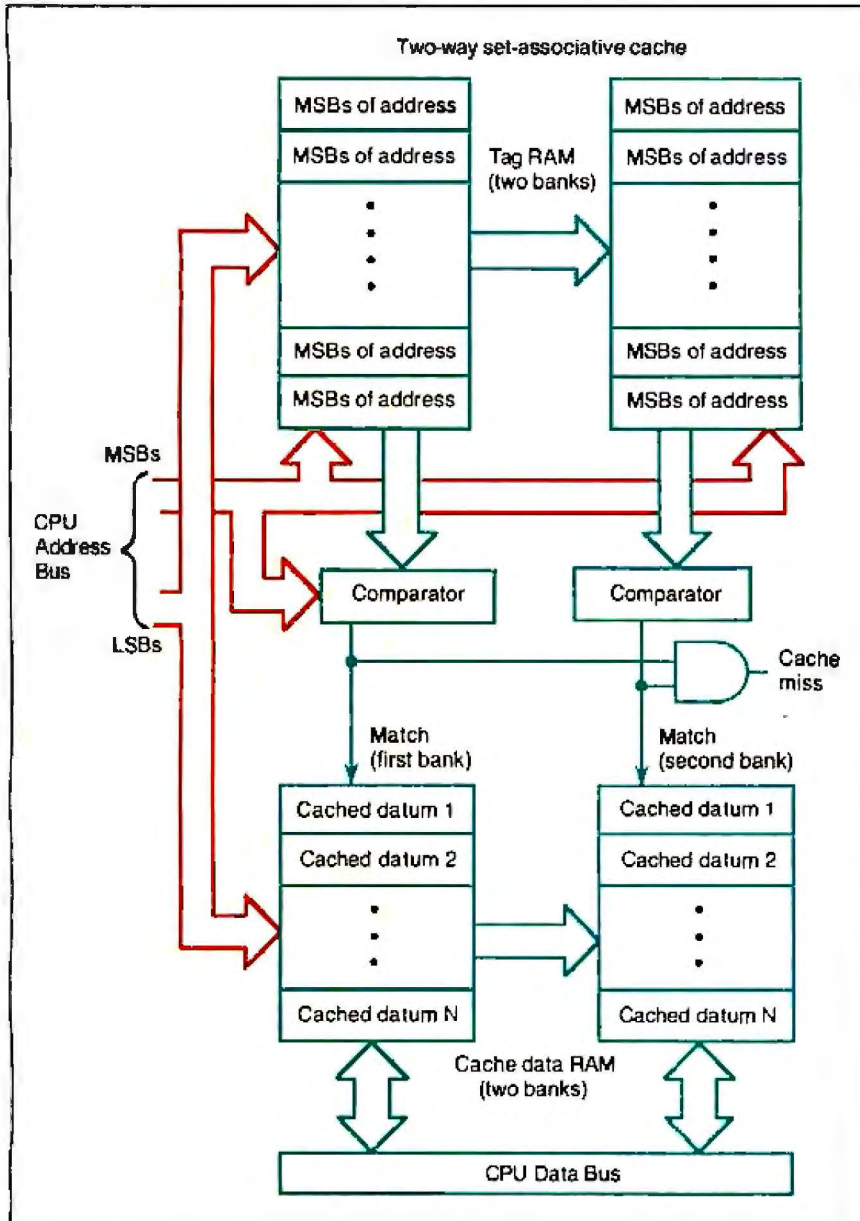 Two-way set-associative cache
MSBs of address
MSBs of address
MSBs of address
MSBs of address
Tag RAM
(two banks)
MSBs of address
MSBs of address
MSBs of address
MSBs of address
MSBs
CPU
Address
Bus
LSBs
Comparator
Comparator
Cache
miss
Match
(first bank)
Match
(second bank)
Cached datum 1
Cached datum 2
Cached datum N
Cached datum 1
Cached datum 2
Cached datum N
Cache data RAM
(two banks)
CPU Data Bus